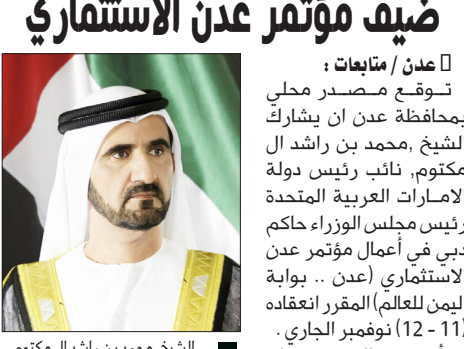 ضيف مؤتمر عدن الاستثماري
عدن / متابعات :
توقع مصدر محلي
بمحافظة عدن ان يشارك
الشيخ ,محمد بن راشد ال
مكتوم, نائب رئيس دولة
الامارات العربية المتحدة
رئيس مجلس الوزراء حاكم
دبي في أعمال مؤتمر عدن
الاستثماري (عدن .. بوابة
اليمن للعالم) المقرر انعقاده
(11 - 12) نوفمبر الجاري .
الشيخ محمد بن راشد ال مكتوم